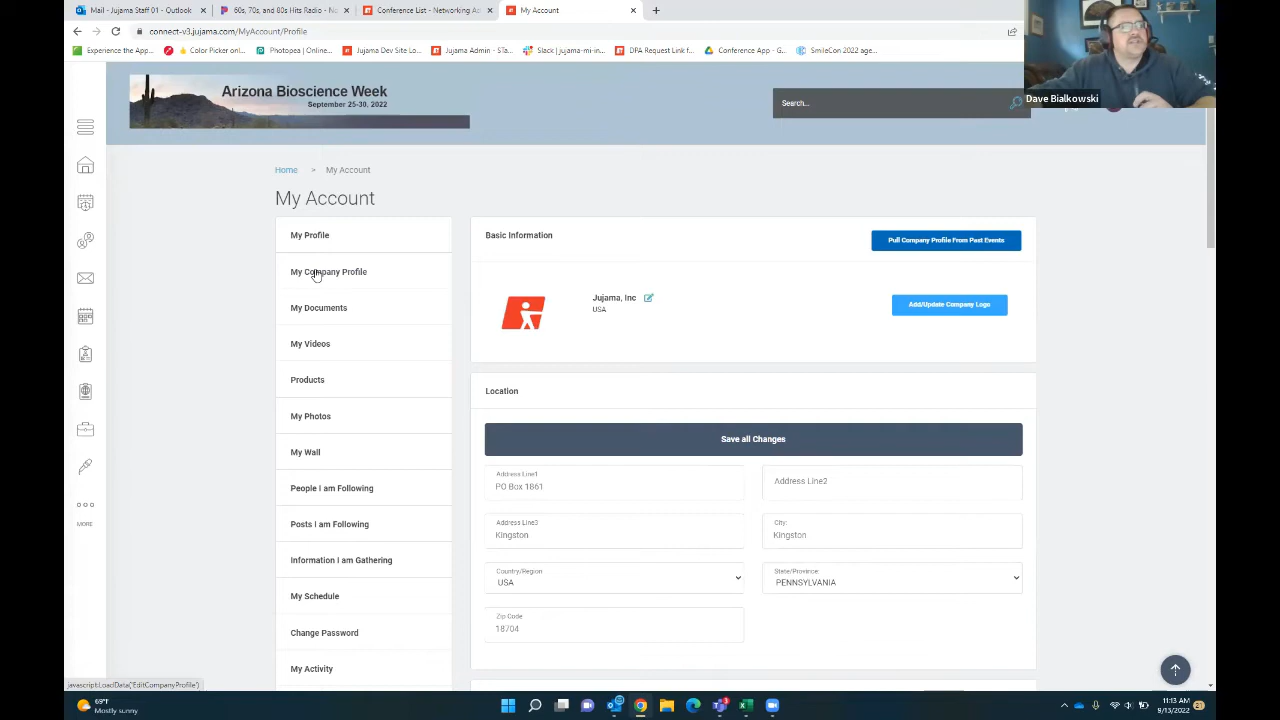 Mail - Jujama Staff 01 - Outlook
60s, 70s, and 80s Hits Radio - N
Conference List - Networking Ac
My Account
connect-v3.jujama.com/MyAccount/Profile
Experience the App...
Color Picker onl...
Photopea | Online...
Jujama Dev Site Lo...
Jujama Admin - STa...
Slack | jujama-mi-in...
DPA Request Link f...
Conference App - G...
SmileCon 2022 age...
Dave Bialkowski
Arizona Bioscience Week
September 25-30, 2022
Search...
Home > My Account
My Account
My Profile
My Company Profile
My Documents
My Videos
Products
My Photos
My Wall
People I am Following
Posts I am Following
Information I am Gathering
My Schedule
Change Password
My Activity
MORE
Basic Information
Pull Company Profile From Past Events
Jujama, Inc
USA
Add/Update Company Logo
Location
Save all Changes
Address Line1
PO Box 1861
Address Line2
Address Line3
Kingston
City:
Kingston
Country/Region
USA
State/Province:
PENNSYLVANIA
Zip Code
18704
javascript:LoadData('EditCompanyProfile')
69°F
Mostly sunny
11:13 AM
9/13/2022